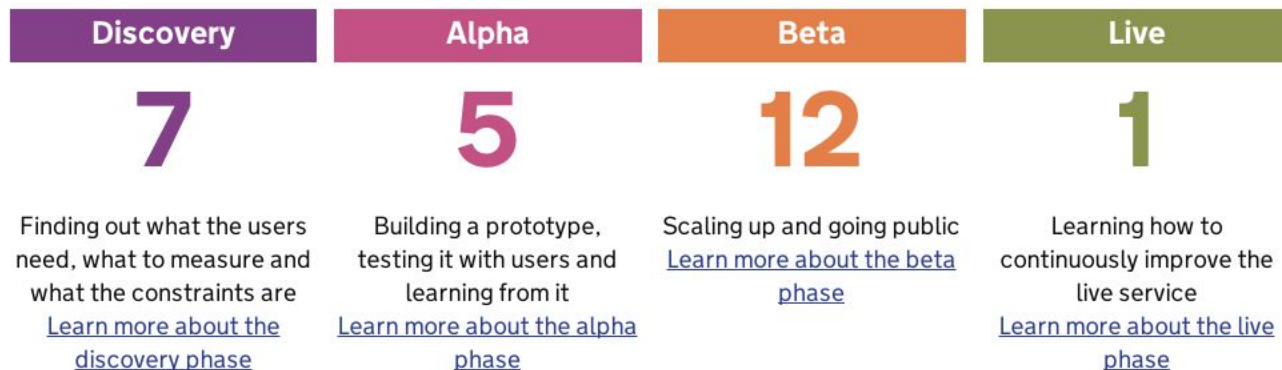 Discovery
7
Finding out what the users
need, what to measure and
what the constraints are
Learn more about the
discovery phase
Alpha
5
Building a prototype,
testing it with users and
learning from it
Learn more about the alpha
phase
Beta
12
Scaling up and going public
Learn more about the beta
phase
Live
1
Learning how to
continuously improve the
live service
Learn more about the live
phase